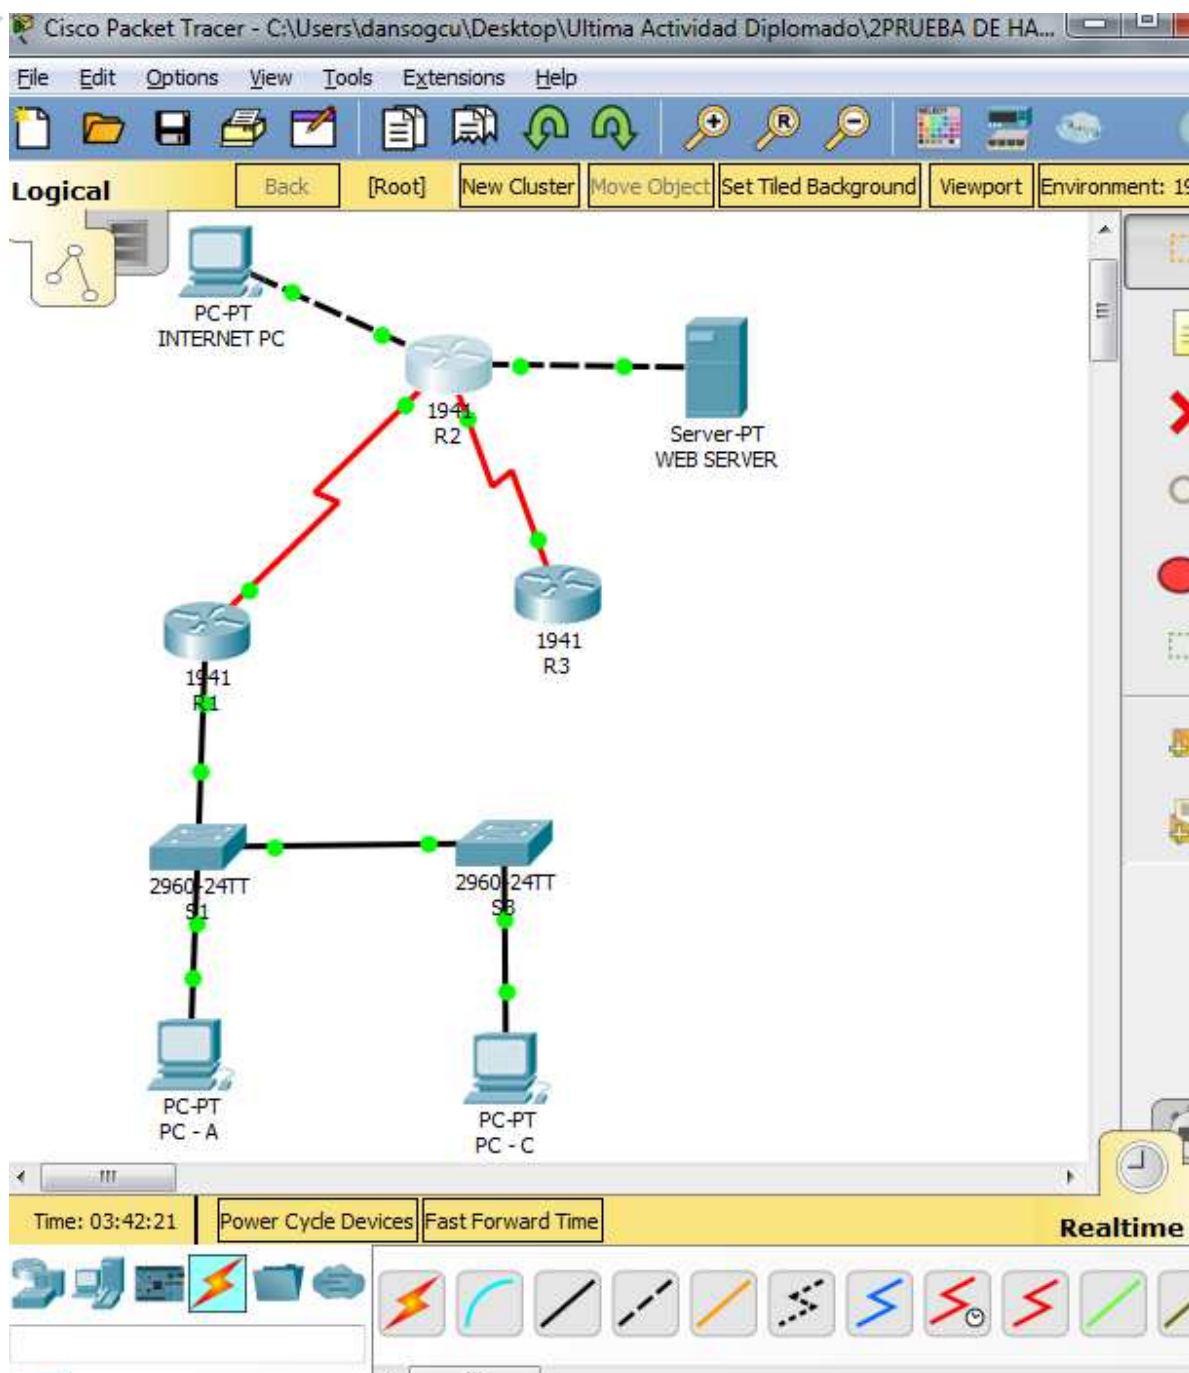 Cisco Packet Tracer - C:\Users\dansogcu\Desktop\Ultima Actividad Diplomado\2PRUEBA DE HA...
File Edit Options View Tools Extensions Help
Logical Back [Root] New Cluster Move Object Set Tiled Background Viewport Environment: 19
PC-PT
INTERNET PC
1941
R2
Server-PT
WEB SERVER
1941
R3
1941
R1
2960-24TT
S1
2960-24TT
S3
PC-PT
PC - A
PC-PT
PC - C
Time: 03:42:21 Power Cycle Devices Fast Forward Time
Realtime